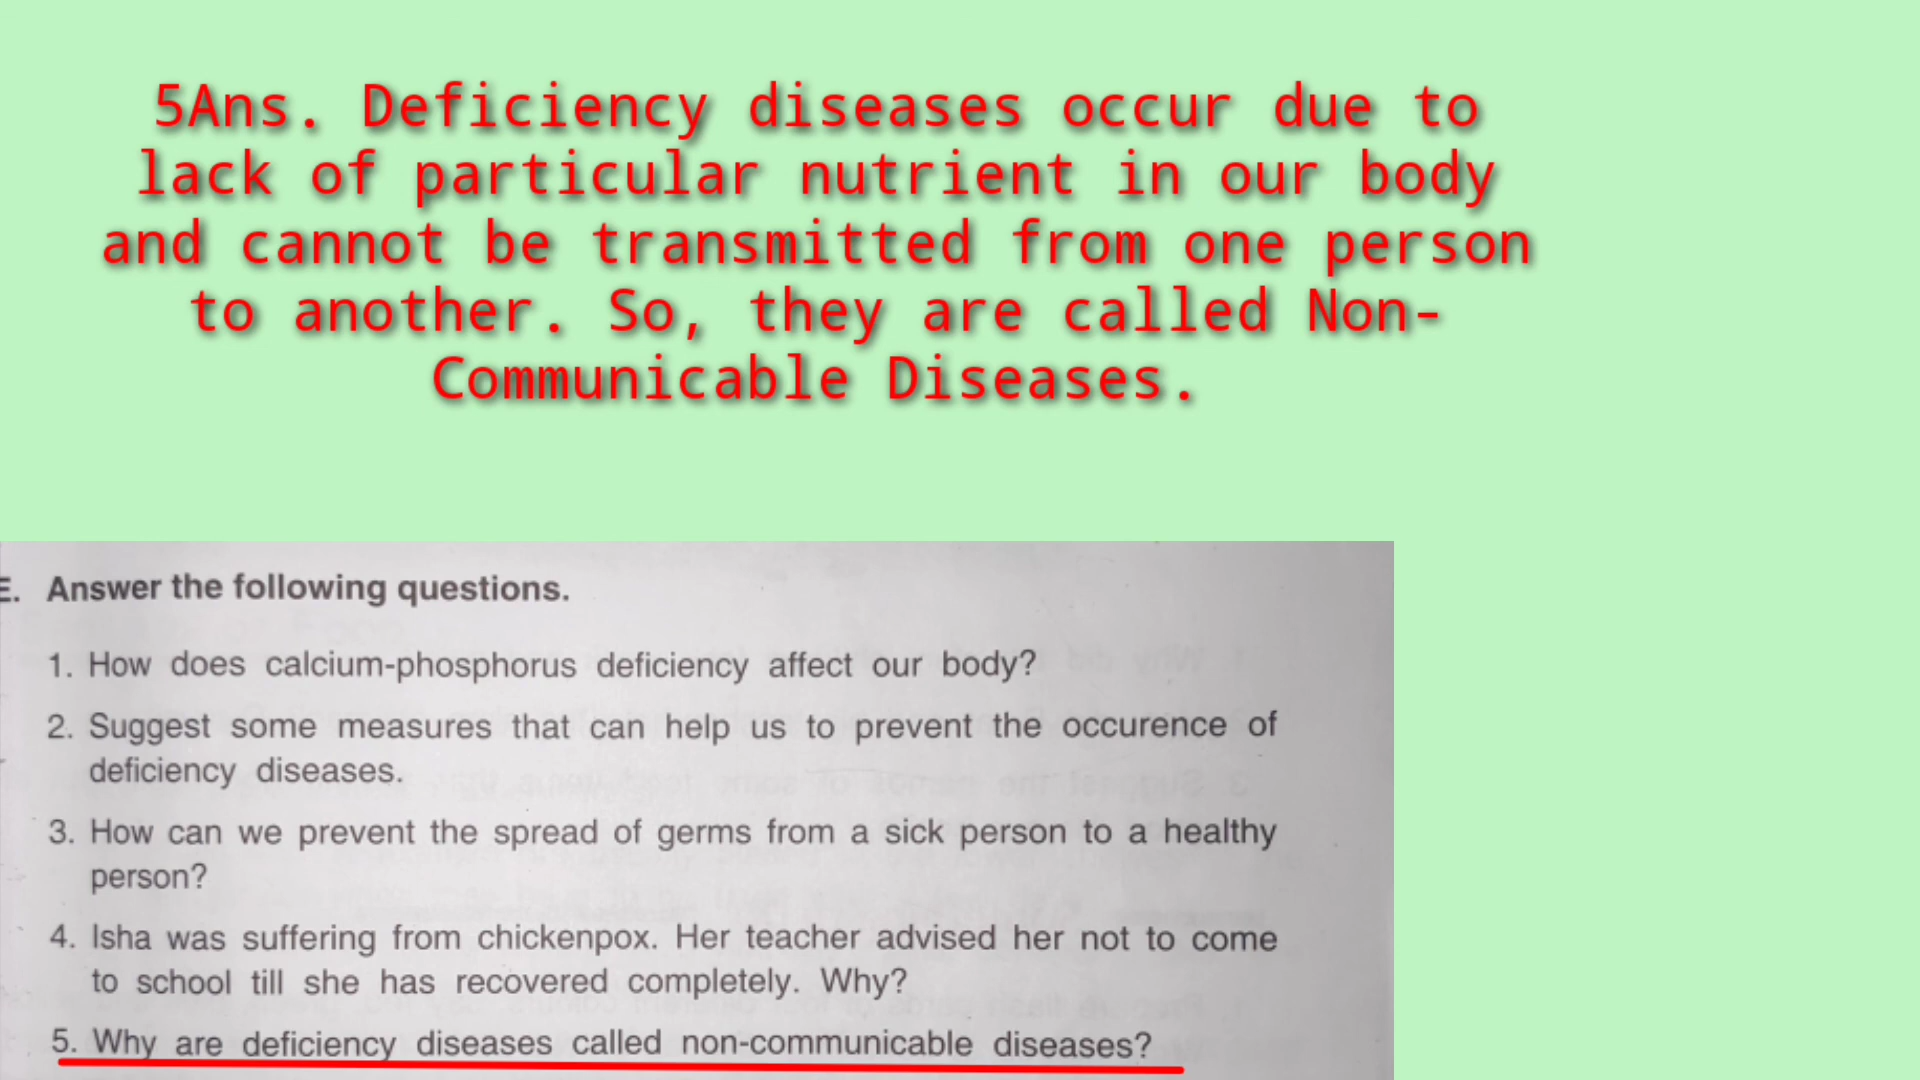 5Ans. Deficiency diseases occur due to
lack of particular nutrient in our body
and cannot be transmitted from one person
to another. So, they are called Non-
Communicable Diseases.
E. Answer the following questions.
1. How does calcium-phosphorus deficiency affect our body?
2. Suggest some measures that can help us to prevent the occurence of
deficiency diseases.
3. How can we prevent the spread of germs from a sick person to a healthy
person?
4. Isha was suffering from chickenpox. Her teacher advised her not to come
to school till she has recovered completely. Why?
5. Why are deficiency diseases called non-communicable diseases?